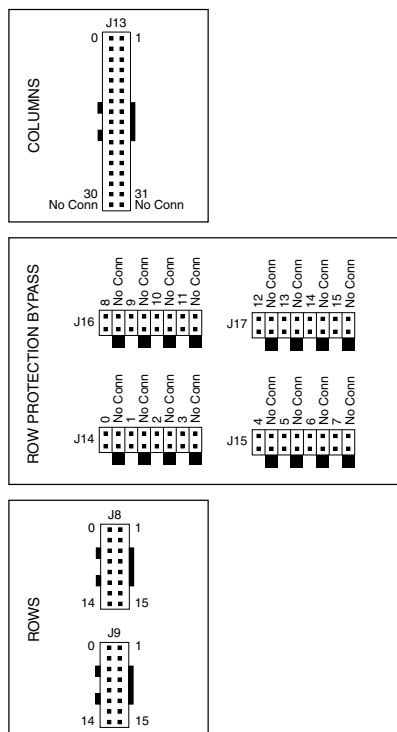 COLUMNS
J13
0 1
30 31
No Conn No Conn
ROW PROTECTION BYPASS
J16
8 No Conn 9 No Conn 10 No Conn 11 No Conn
J17
12 No Conn 13 No Conn 14 No Conn 15 No Conn
J14
0 No Conn 1 No Conn 2 No Conn 3 No Conn
J15
4 No Conn 5 No Conn 6 No Conn 7 No Conn
ROWS
J8
0 1
14 15
J9
0 1
14 15